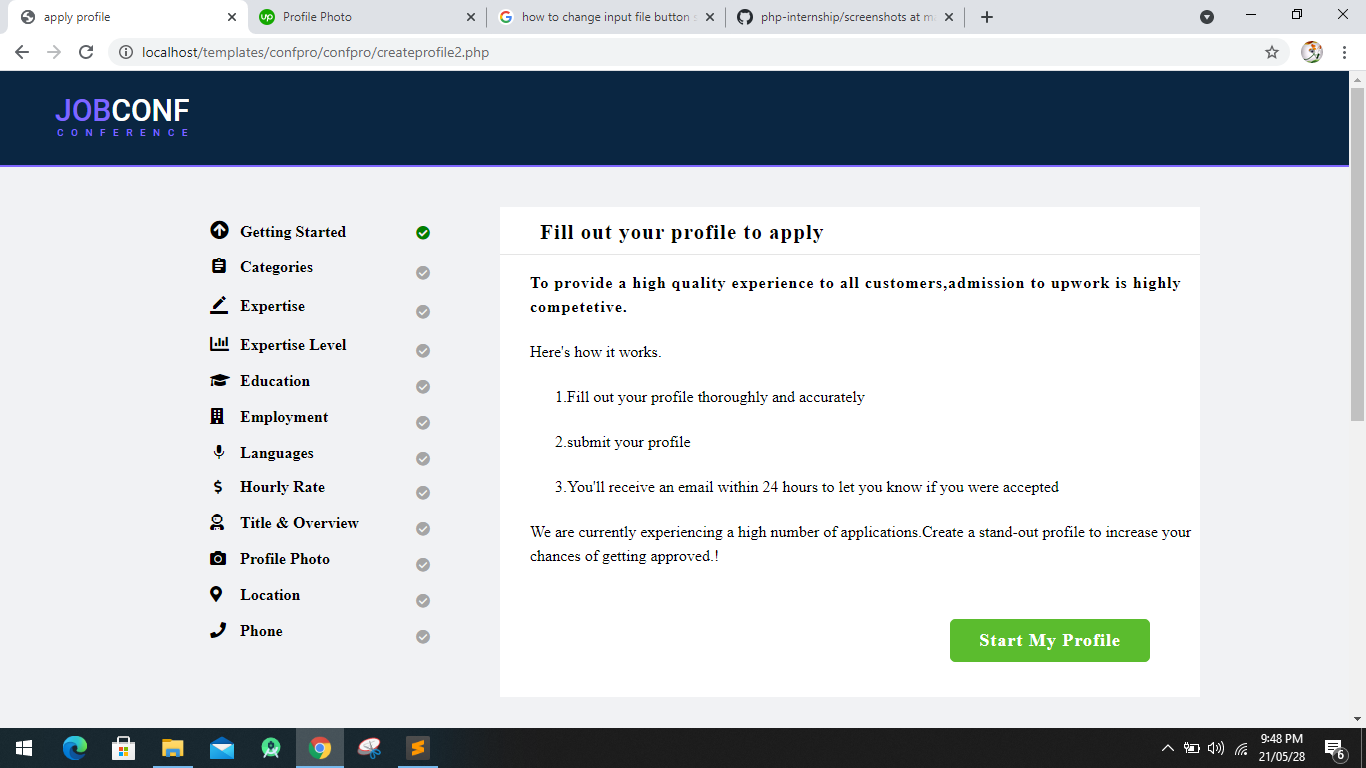 apply profile
Profile Photo
how to change input file button s
php-internship/screenshots at ma
localhost/templates/confpro/confpro/createprofile2.php
JOBCONF
CONFERENCE
Getting Started
Categories
Expertise
Expertise Level
Education
Employment
Languages
Hourly Rate
Title & Overview
Profile Photo
Location
Phone
Fill out your profile to apply
To provide a high quality experience to all customers,admission to upwork is highly
competetive.
Here's how it works.
1.Fill out your profile thoroughly and accurately
2.submit your profile
3.You'll receive an email within 24 hours to let you know if you were accepted
We are currently experiencing a high number of applications.Create a stand-out profile to increase your
chances of getting approved.!
Start My Profile
9:48 PM
21/05/28
6